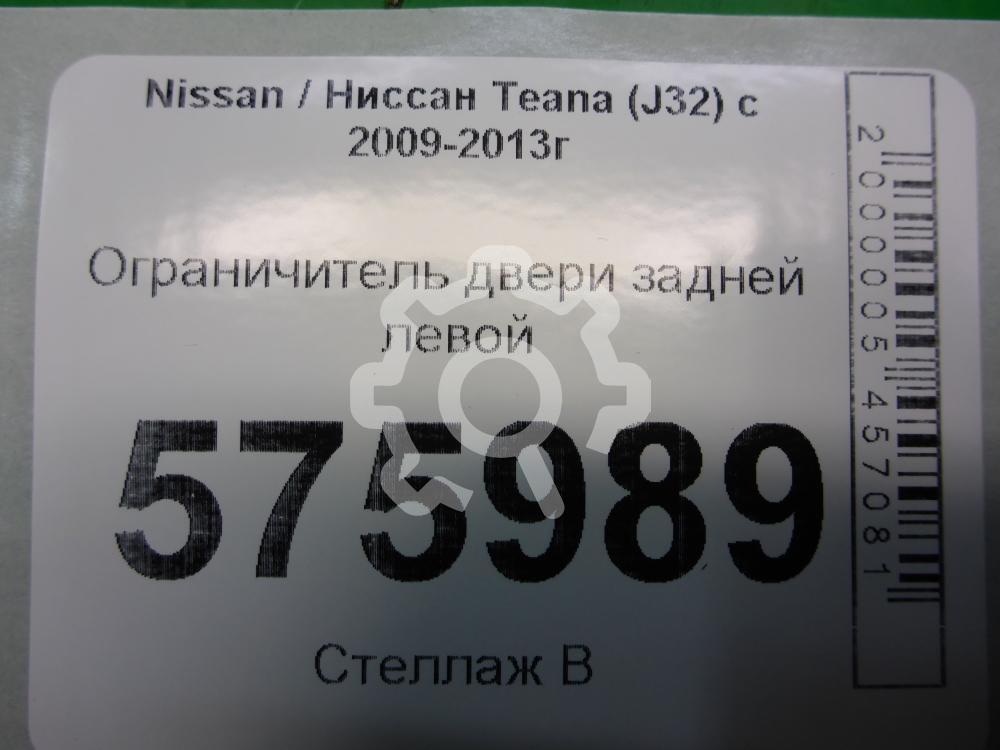 Nissan / Ниссан Teana (J32) с
2009-2013г
Ограничитель двери задней
левой
575989
Стеллаж В
2000005457081